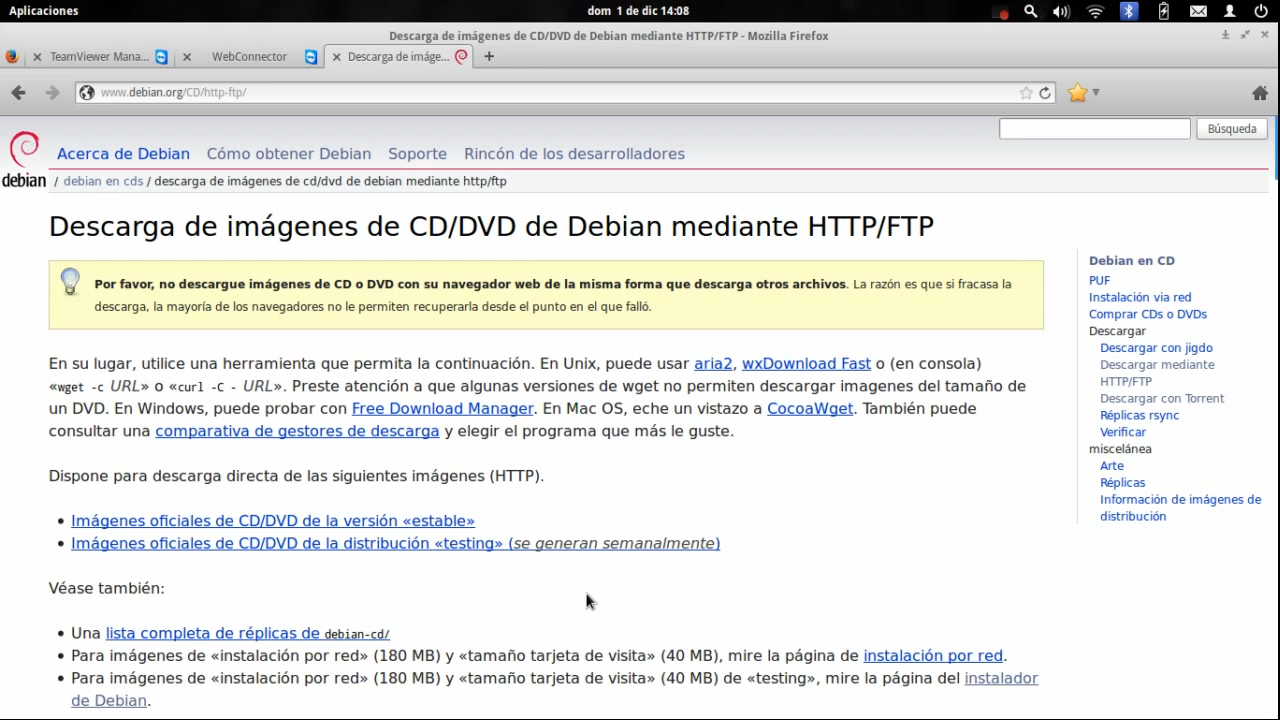 Aplicaciones
dom 1 de dic 14:08
Descarga de imágenes de CD/DVD de Debian mediante HTTP/FTP - Mozilla Firefox
TeamViewer Mana...
WebConnector
Descarga de imáge...
www.debian.org/CD/http-ftp/
Búsqueda
debian
Acerca de Debian Cómo obtener Debian Soporte Rincón de los desarrolladores
/ debian en cds / descarga de imágenes de cd/dvd de debian mediante http/ftp
Descarga de imágenes de CD/DVD de Debian mediante HTTP/FTP
Por favor, no descargue imágenes de CD o DVD con su navegador web de la misma forma que descarga otros archivos. La razón es que si fracasa la
descarga, la mayoría de los navegadores no le permiten recuperarla desde el punto en el que falló.
En su lugar, utilice una herramienta que permita la continuación. En Unix, puede usar aria2, wxDownload Fast o (en consola)
«wget -c URL» o «curl -C - URL». Preste atención a que algunas versiones de wget no permiten descargar imagenes del tamaño de
un DVD. En Windows, puede probar con Free Download Manager. En Mac OS, eche un vistazo a CocoaWget. También puede
consultar una comparativa de gestores de descarga y elegir el programa que más le guste.
Dispone para descarga directa de las siguientes imágenes (HTTP).
• Imágenes oficiales de CD/DVD de la versión «estable»
• Imágenes oficiales de CD/DVD de la distribución «testing» (se generan semanalmente)
Véase también:
• Una lista completa de réplicas de debian-cd/
• Para imágenes de «instalación por red» (180 MB) y «tamaño tarjeta de visita» (40 MB), mire la página de instalación por red.
• Para imágenes de «instalación por red» (180 MB) y «tamaño tarjeta de visita» (40 MB) de «testing», mire la página del instalador
de Debian.
Debian en CD
PUF
Instalación via red
Comprar CDs o DVDs
Descargar
Descargar con jigdo
Descargar mediante
HTTP/FTP
Descargar con Torrent
Réplicas rsync
Verificar
miscelánea
Arte
Réplicas
Información de imágenes de
distribución